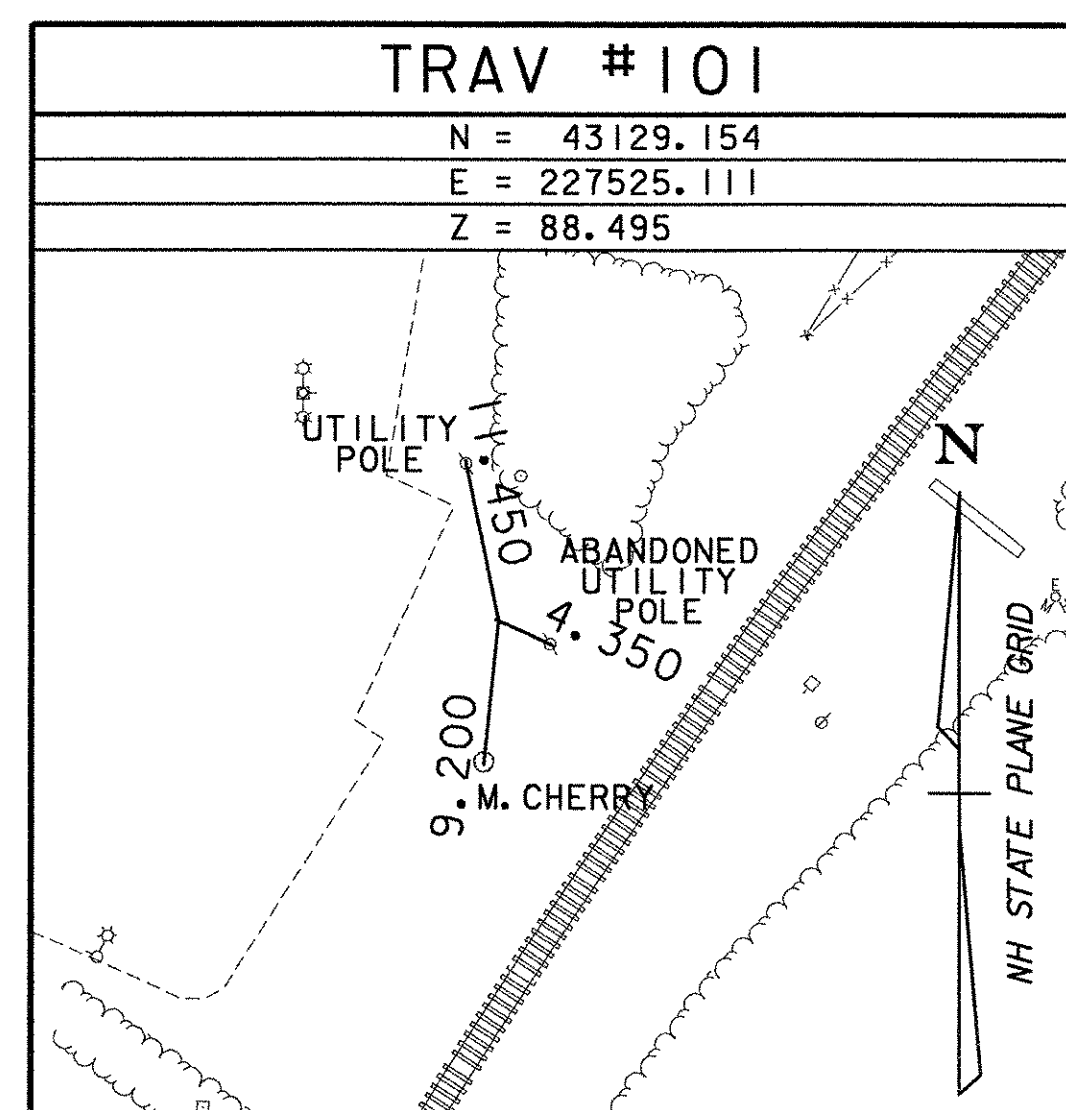 TRAV #101
N = 43129.154
E = 227525.111
Z = 88.495
UTILITY
POLE
11.450
N
ABANDONED
UTILITY
POLE
4.350
9.200
M. CHERRY
NH STATE PLANE GRID
E